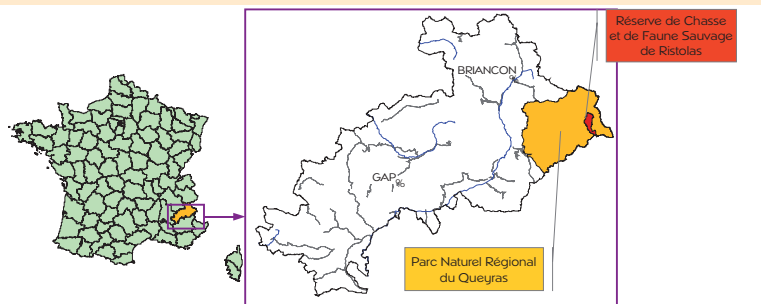 Réserve de Chasse
et de Faune Sauvage
de Ristolas
BRIANCON
GAP
Parc Naturel Régional
du Queyras